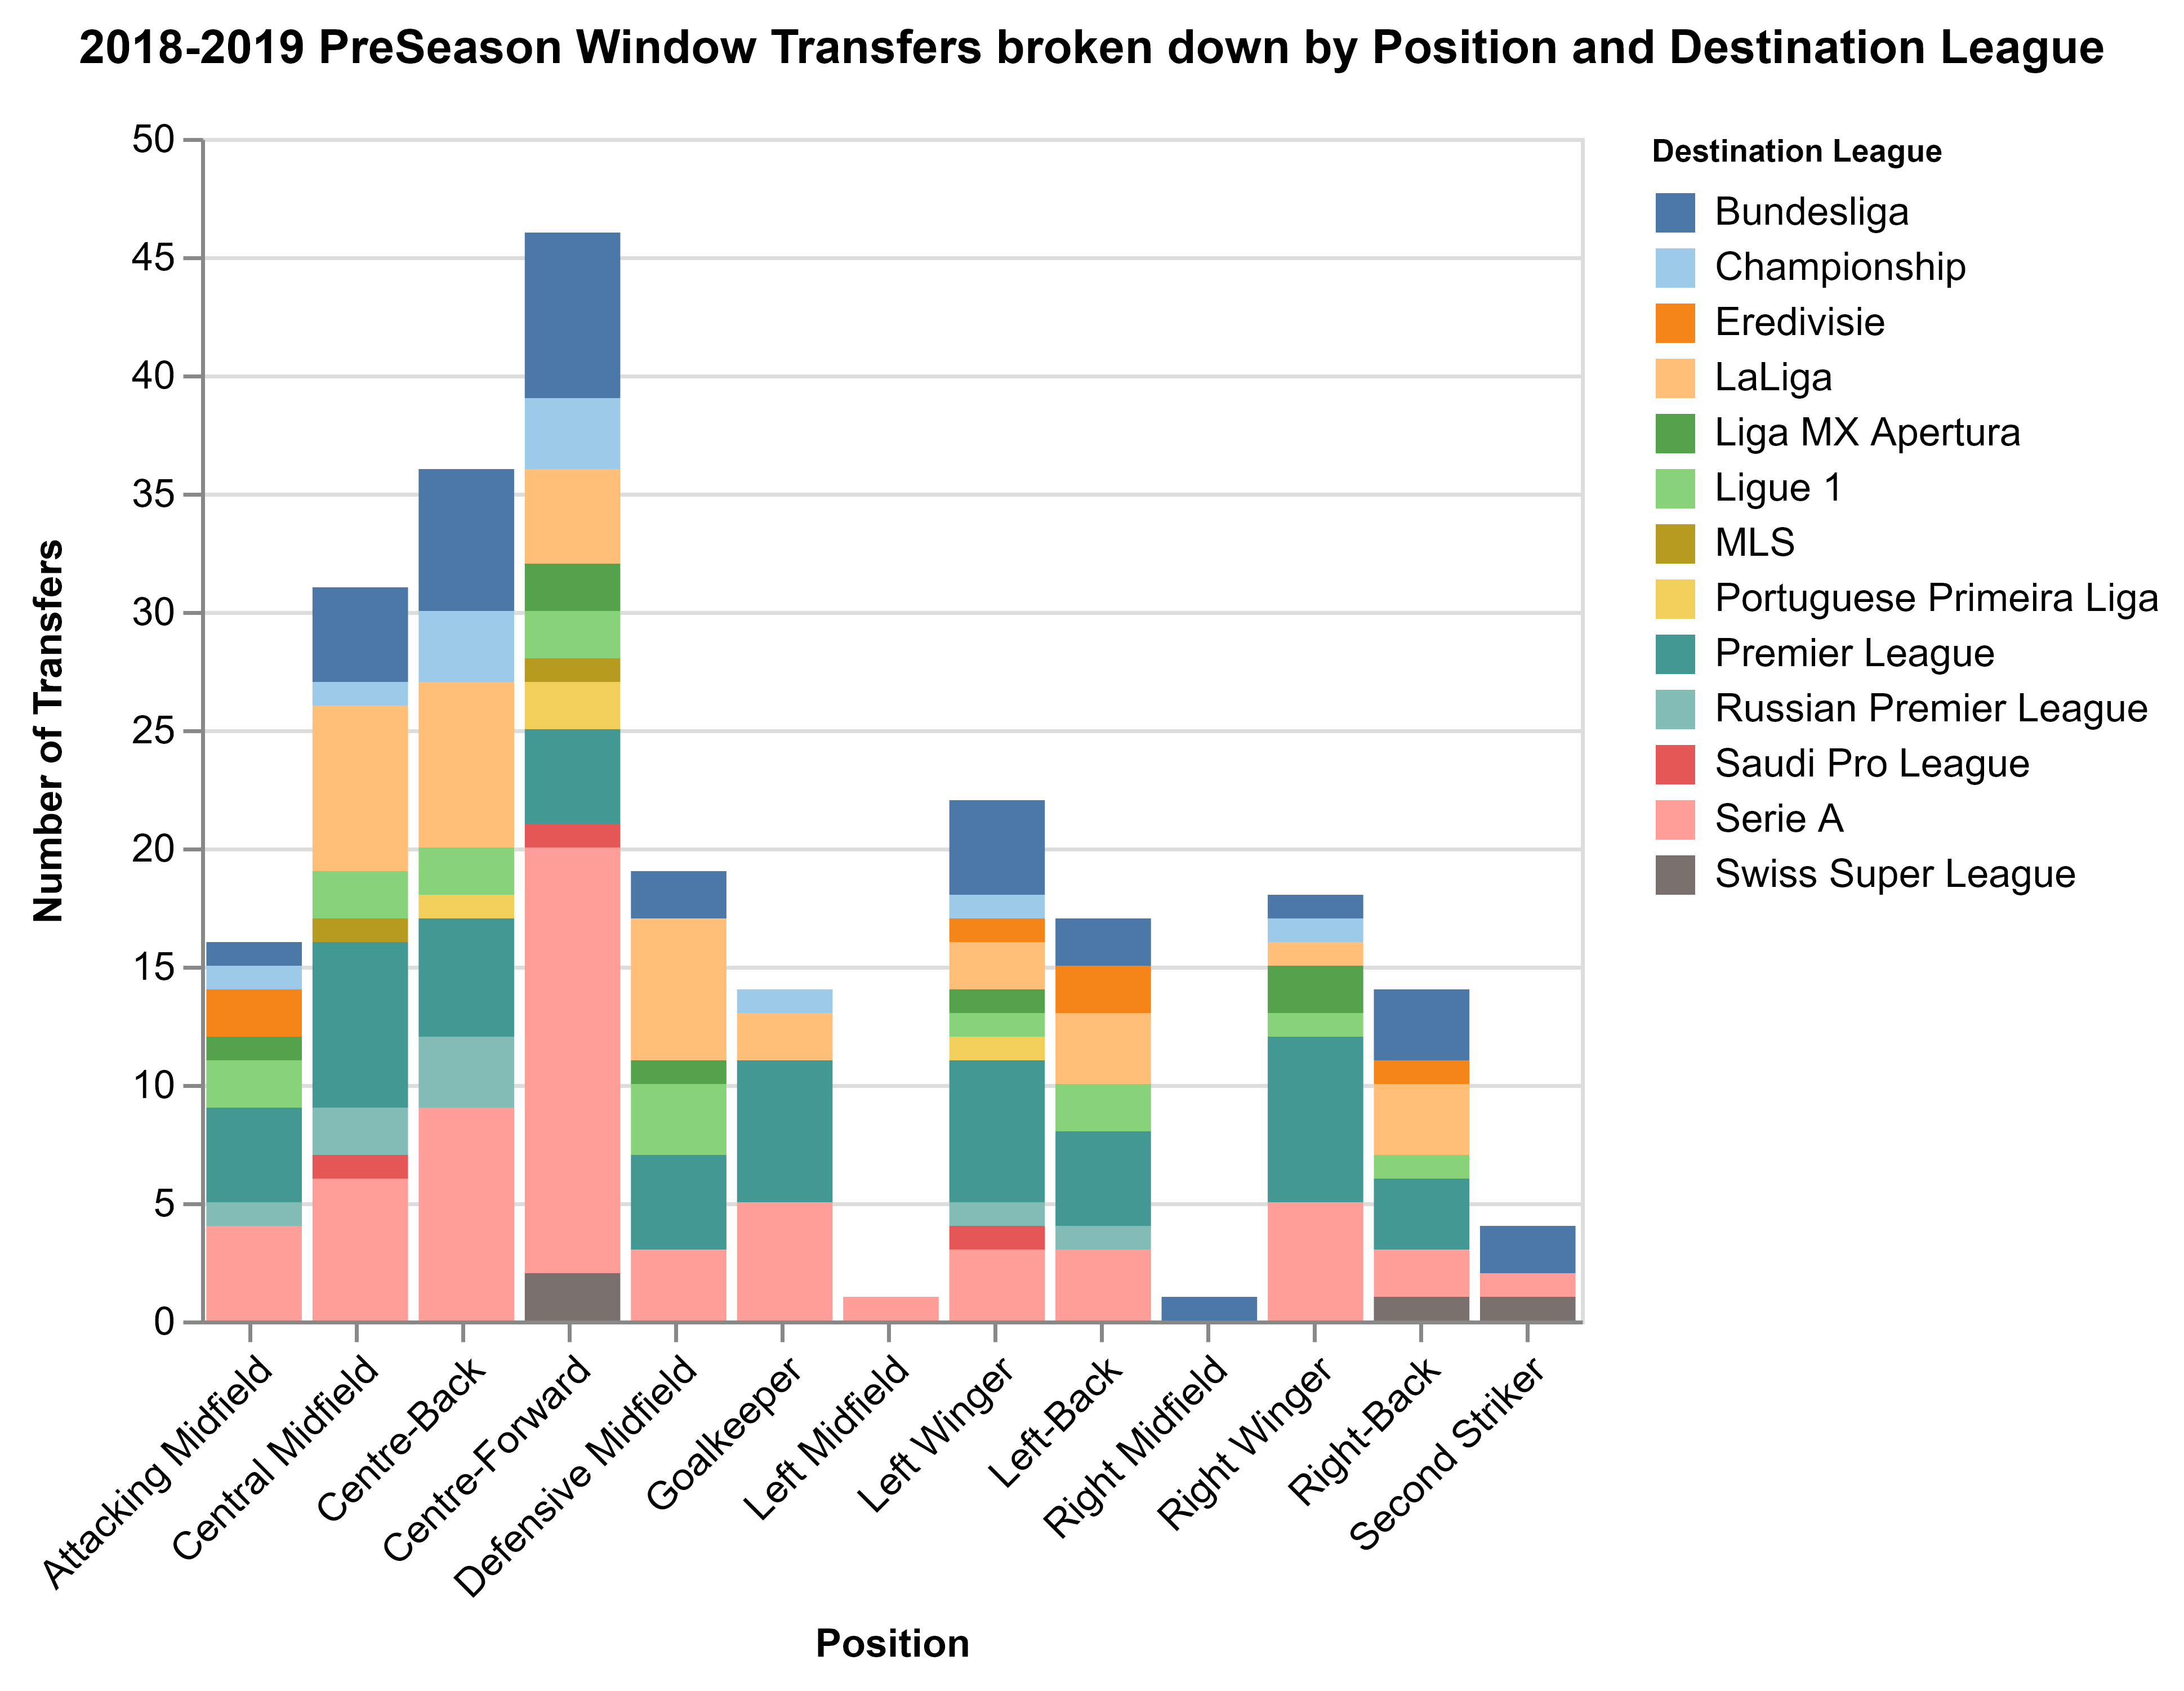 2018-2019 PreSeason Window Transfers broken down by Position and Destination League
50
45
40
35
30
25
20
15
10
5
0
Number of Transfers
Attacking Midfield
Central Midfield
Centre-Back
Centre-Forward
Defensive Midfield
Goalkeeper
Left Midfield
Left Winger
Left-Back
Right Midfield
Right Winger
Right-Back
Second Striker
Position
Destination League
Bundesliga
Championship
Eredivisie
LaLiga
Liga MX Apertura
Ligue 1
MLS
Portuguese Primeira Liga
Premier League
Russian Premier League
Saudi Pro League
Serie A
Swiss Super League